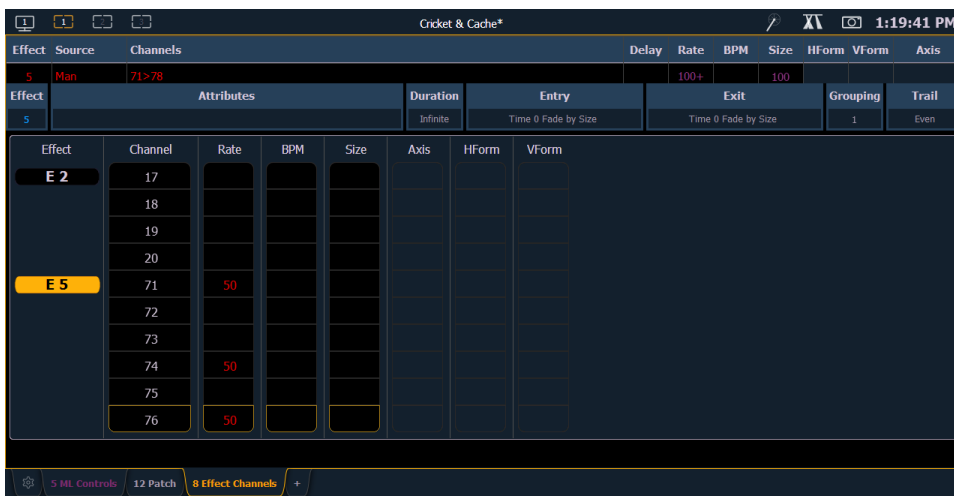 1 1 Cricket & Cache* 1:19:41 PM
Effect Source Channels Delay Rate BPM Size HForm VForm Axis
5 Man 71>78 100+ 100
Effect Attributes Duration Entry Exit Grouping Trail
5 Infinite Time 0 Fade by Size Time 0 Fade by Size 1 Even
Effect Channel Rate BPM Size Axis HForm VForm
E 2 17
18
19
20
E 5 71 50
72
73
74 50
75
76 50
5 ML Controls 12 Patch 8 Effect Channels +